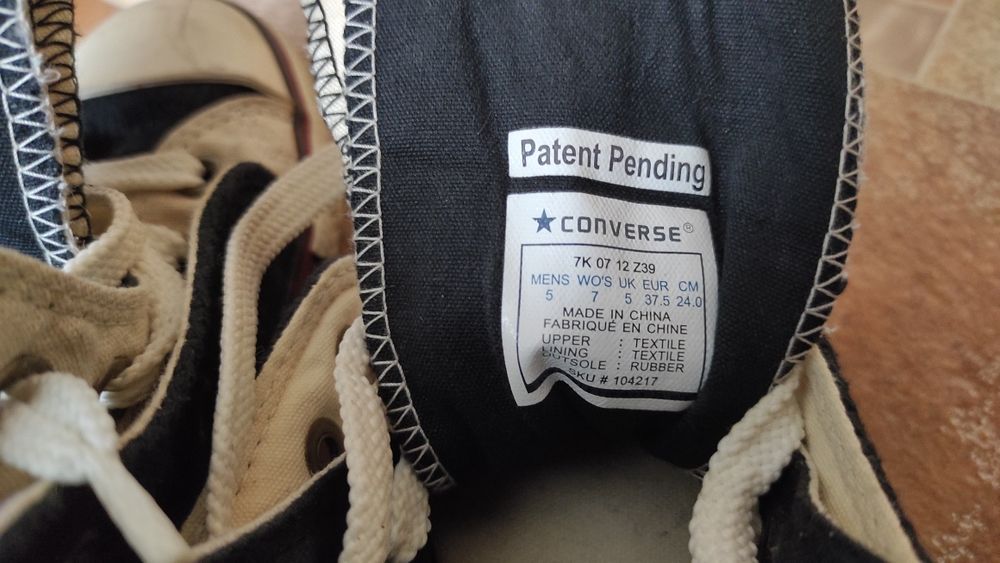 Patent Pending
CONVERSE®
7K 07 12 Z39
MENS WO'S UK EUR CM
5 7 5 37.5 24.0
MADE IN CHINA
FABRIQUÉ EN CHINE
UPPER : TEXTILE
LINING : TEXTILE
OUTSOLE : RUBBER
SKU # 104217